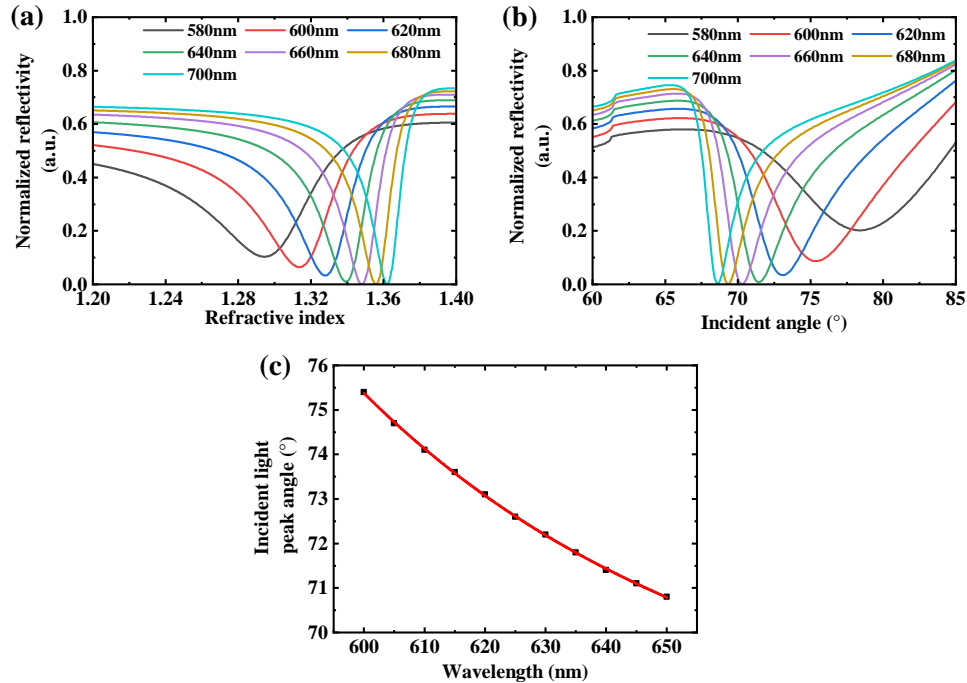 (a)
1.0
0.8
0.6
0.4
0.2
0.0
Normalized reflectivity
(a.u.)
580nm 600nm 620nm
640nm 660nm 680nm
700nm
1.20 1.24 1.28 1.32 1.36 1.40
Refractive index
(b)
1.0
0.8
0.6
0.4
0.2
0.0
Normalized reflectivity
(a.u.)
580nm 600nm 620nm
640nm 660nm 680nm
700nm
60 65 70 75 80 85
Incident angle (°)
(c)
76
75
74
73
72
71
70
Incident light
peak angle (°)
600 610 620 630 640 650
Wavelength (nm)